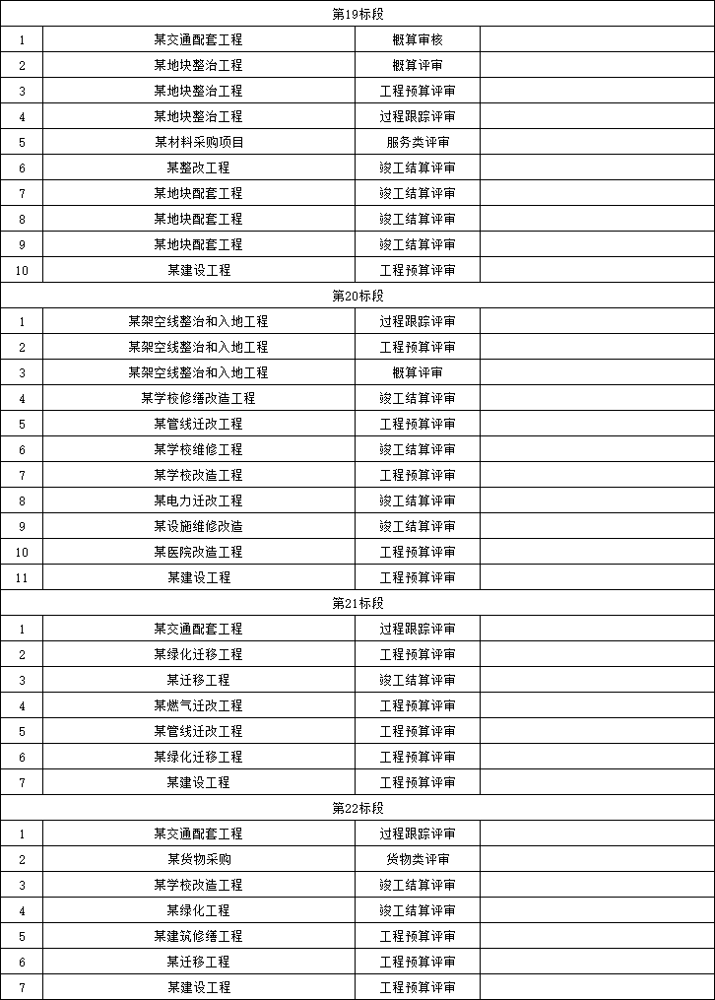 第19标段
1 某交通配套工程 概算审核
2 某地块整治工程 概算评审
3 某地块整治工程 工程预算评审
4 某地块整治工程 过程跟踪评审
5 某材料采购项目 服务类评审
6 某整改工程 竣工结算评审
7 某地块配套工程 竣工结算评审
8 某地块配套工程 竣工结算评审
9 某地块配套工程 竣工结算评审
10 某建设工程 工程预算评审
第20标段
1 某架空线整治和入地工程 过程跟踪评审
2 某架空线整治和入地工程 工程预算评审
3 某架空线整治和入地工程 概算评审
4 某学校修缮改造工程 竣工结算评审
5 某管线迁改工程 工程预算评审
6 某学校维修工程 竣工结算评审
7 某学校改造工程 工程预算评审
8 某电力迁改工程 竣工结算评审
9 某设施维修改造 竣工结算评审
10 某医院改造工程 工程预算评审
11 某建设工程 工程预算评审
第21标段
1 某交通配套工程 过程跟踪评审
2 某绿化迁移工程 工程预算评审
3 某迁移工程 竣工结算评审
4 某燃气迁改工程 工程预算评审
5 某管线迁改工程 工程预算评审
6 某绿化迁移工程 工程预算评审
7 某建设工程 工程预算评审
第22标段
1 某交通配套工程 过程跟踪评审
2 某货物采购 货物类评审
3 某学校改造工程 竣工结算评审
4 某绿化工程 竣工结算评审
5 某建筑修缮工程 工程预算评审
6 某迁移工程 工程预算评审
7 某建设工程 工程预算评审